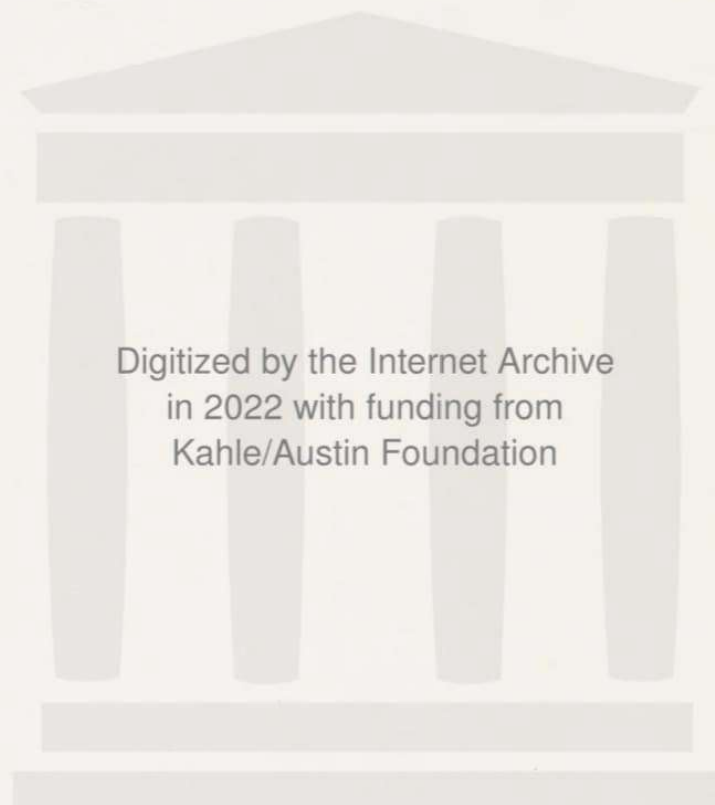 Digitized by the Internet Archive
in 2022 with funding from
Kahle/Austin Foundation